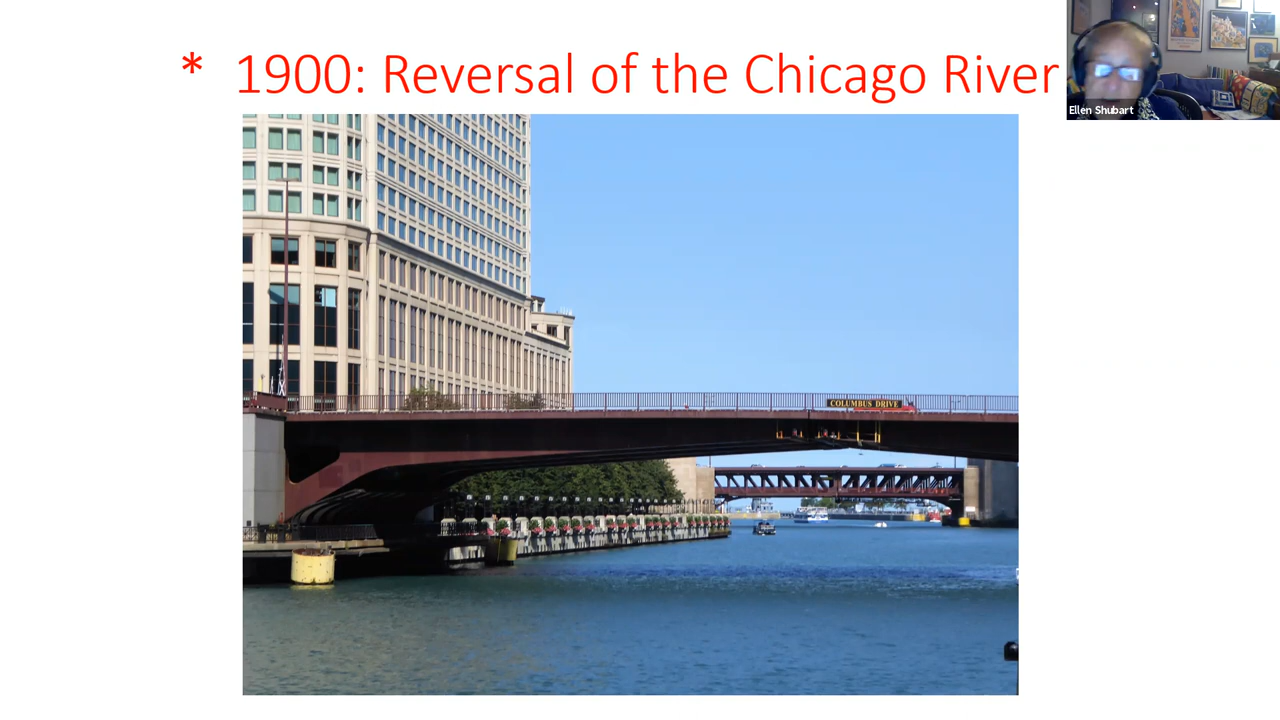 * 1900: Reversal of the Chicago River
Ellen Shubart
COLUMBUS DRIVE